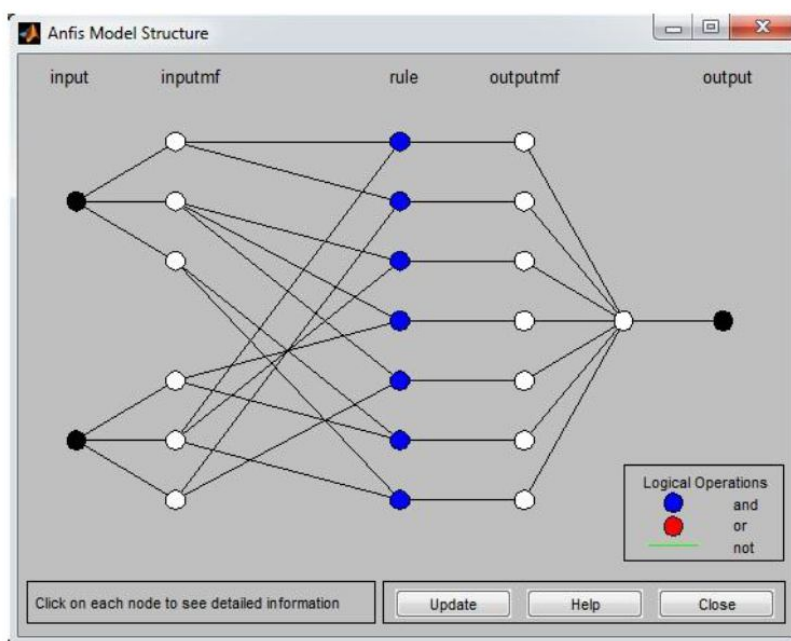 Anfis Model Structure
input inputmf rule outputmf output
Logical Operations
and
or
not
Click on each node to see detailed information
Update Help Close